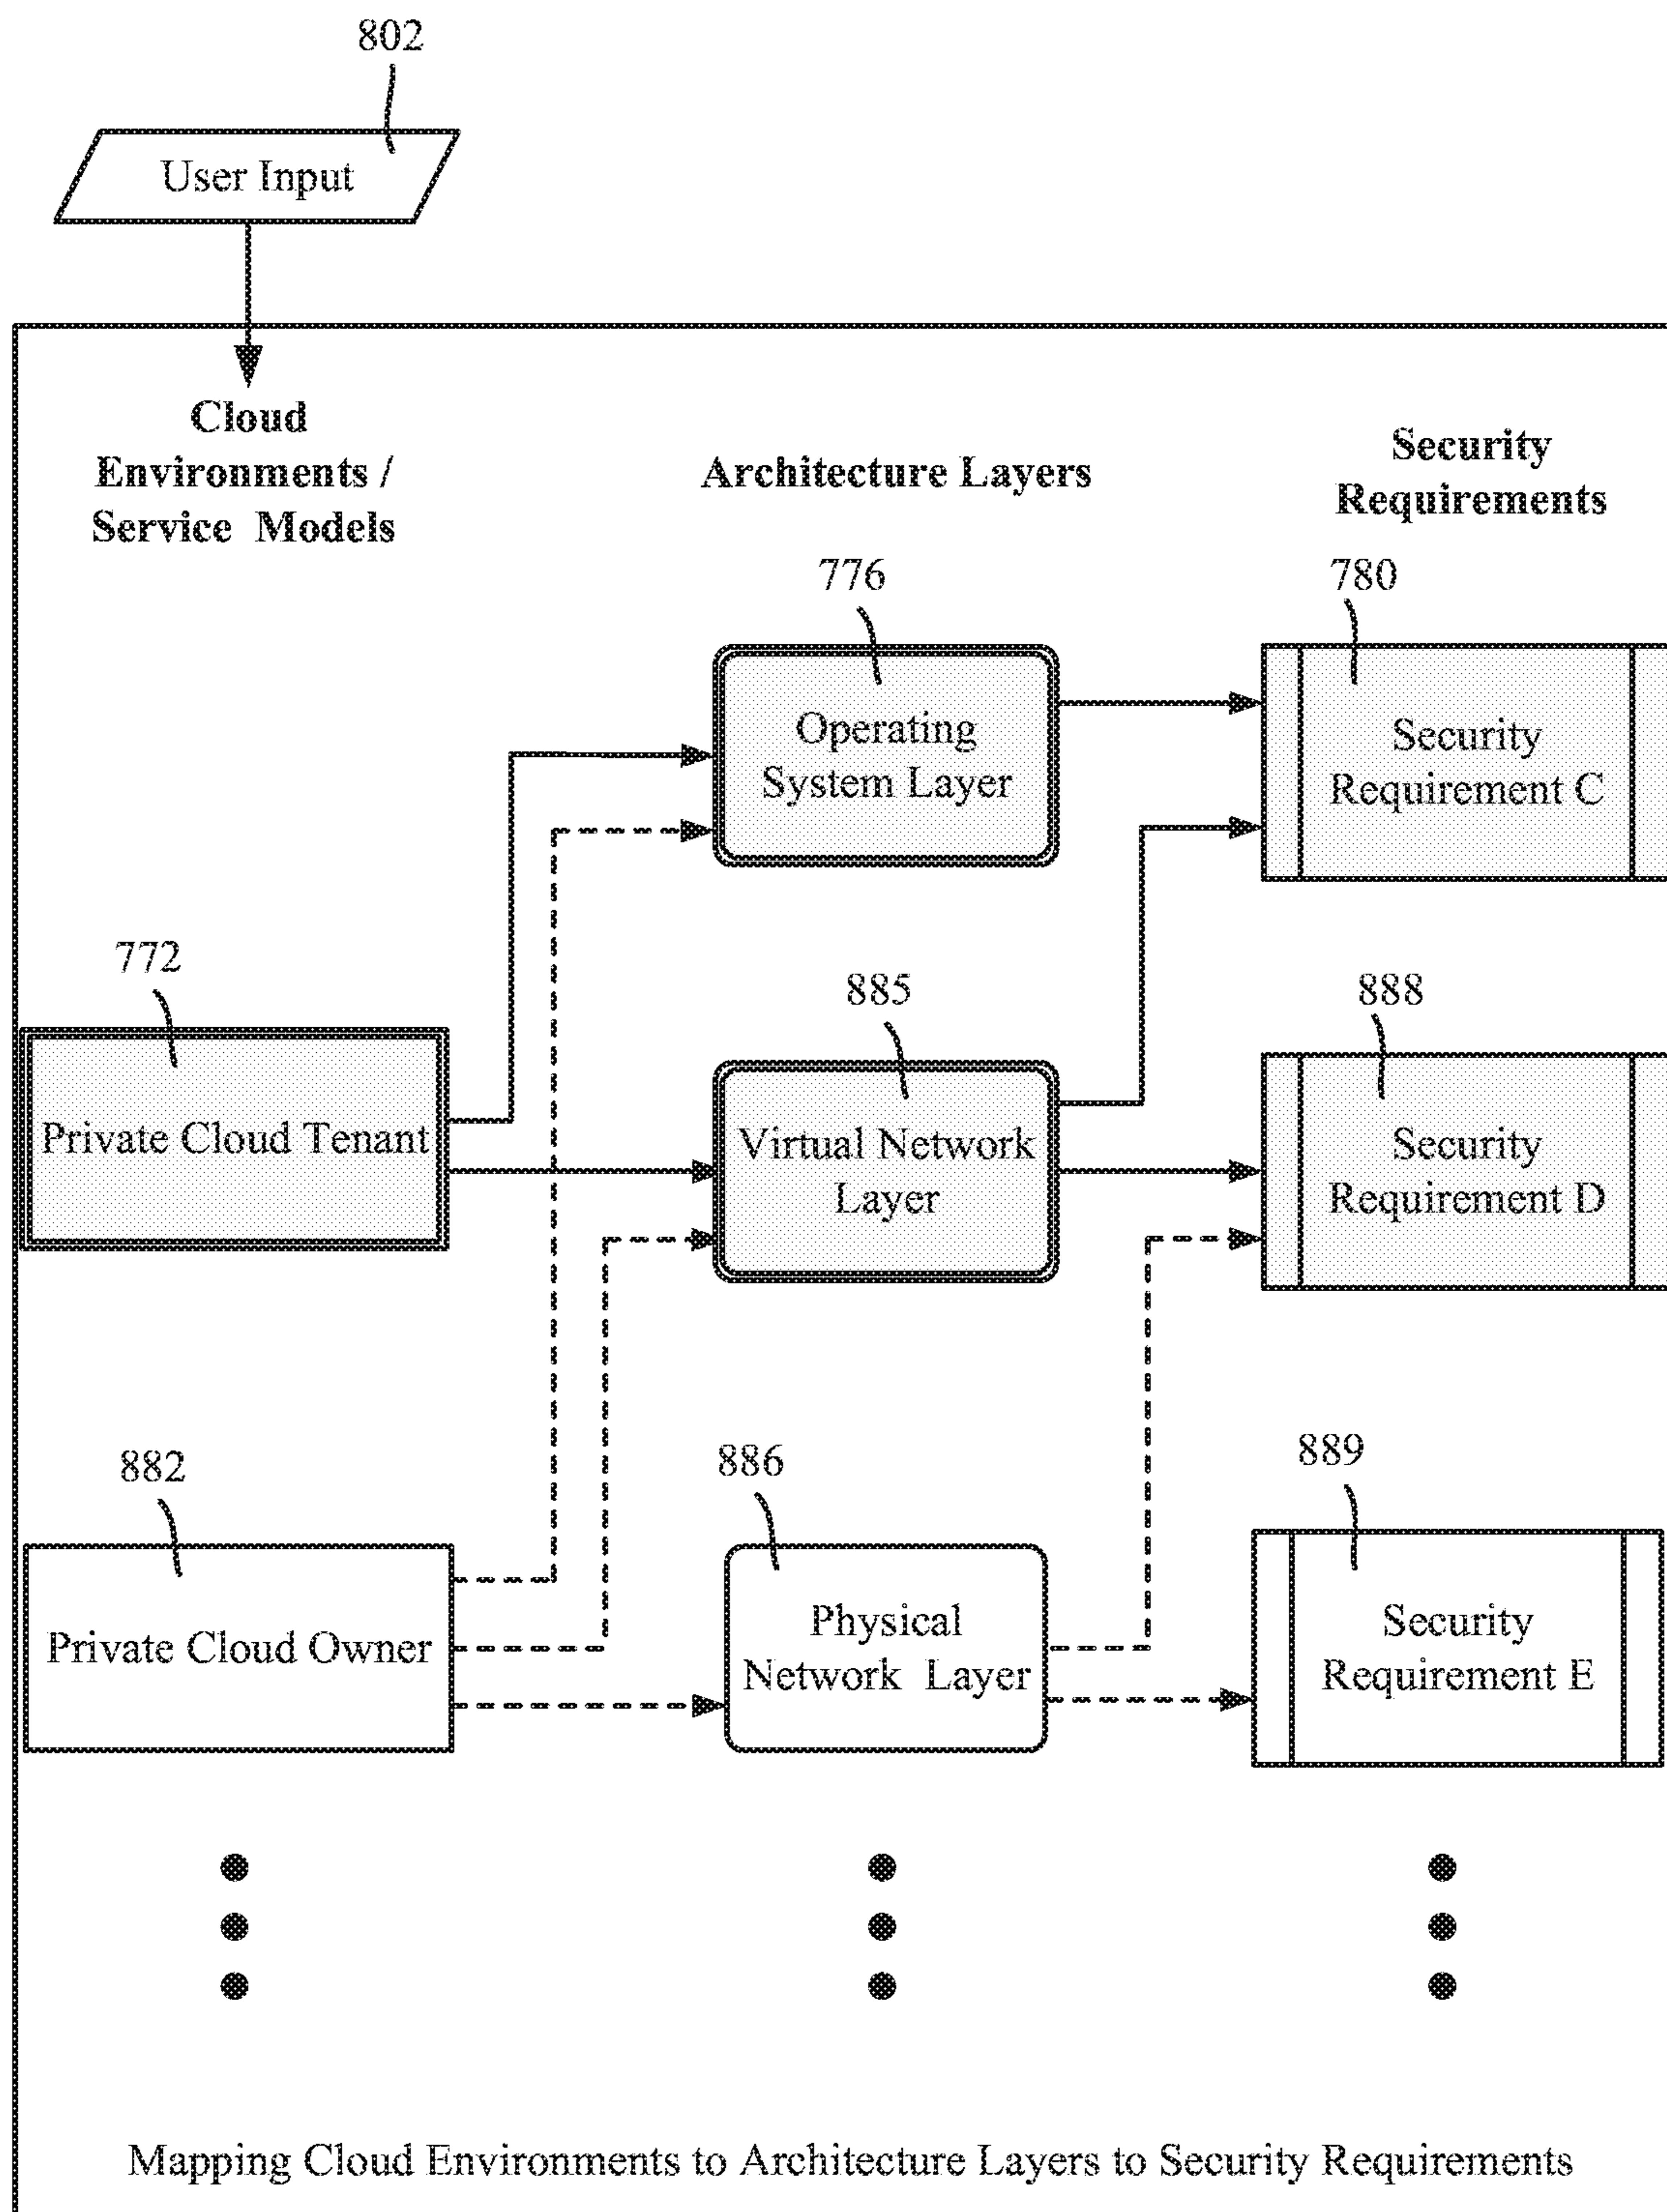 802
User Input
Cloud
Environments /
Service Models
Architecture Layers
Security
Requirements
776
780
Operating
System Layer
Security
Requirement C
772
885
888
Private Cloud Tenant
Virtual Network
Layer
Security
Requirement D
882
886
889
Private Cloud Owner
Physical
Network Layer
Security
Requirement E
Mapping Cloud Environments to Architecture Layers to Security Requirements